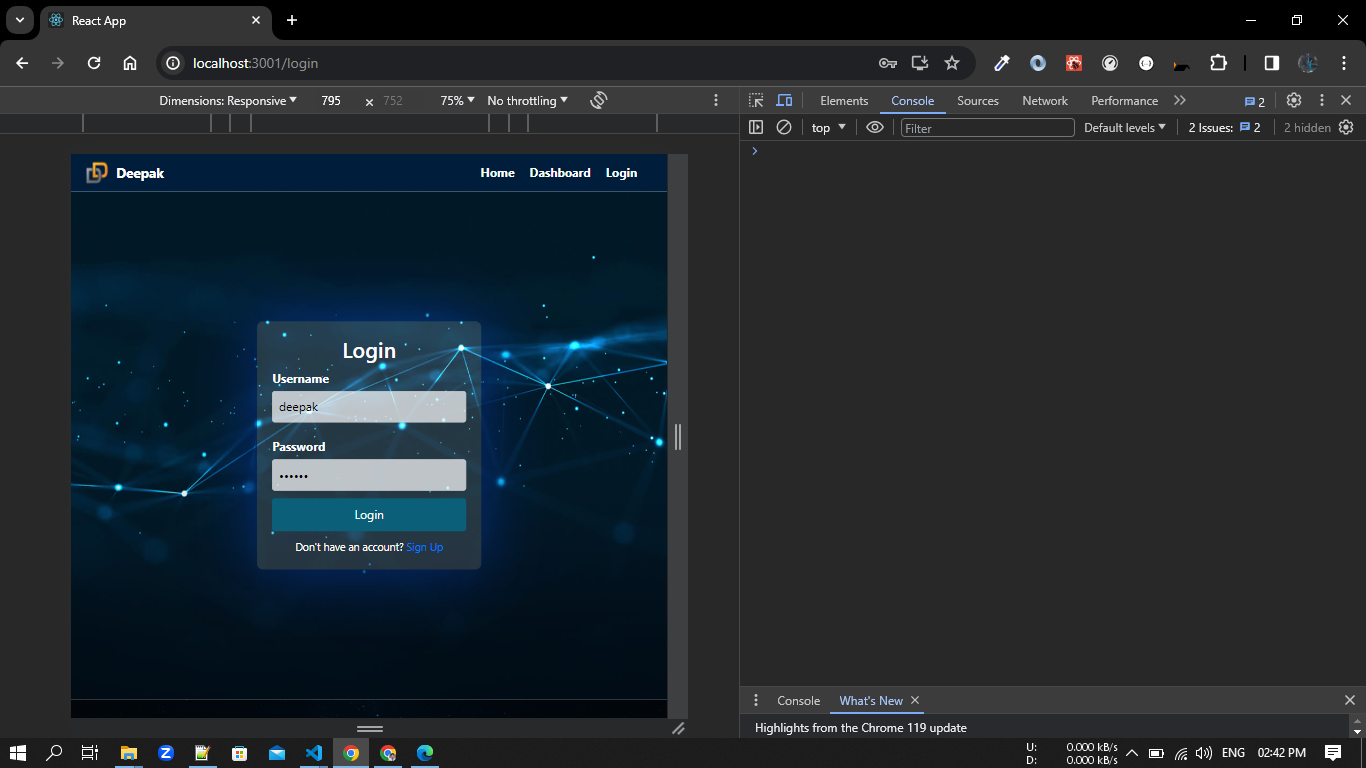 React App
localhost:3001/login
Dimensions: Responsive 795 × 752 75% No throttling
Elements Console Sources Network Performance 2
top Filter Default levels 2 Issues: 2 2 hidden
Deepak Home Dashboard Login
Login
Username
deepak
Password
••••••
Login
Don't have an account? Sign Up
Console What's New
Highlights from the Chrome 119 update
U: 0.000 kB/s
D: 0.000 kB/s
ENG 02:42 PM